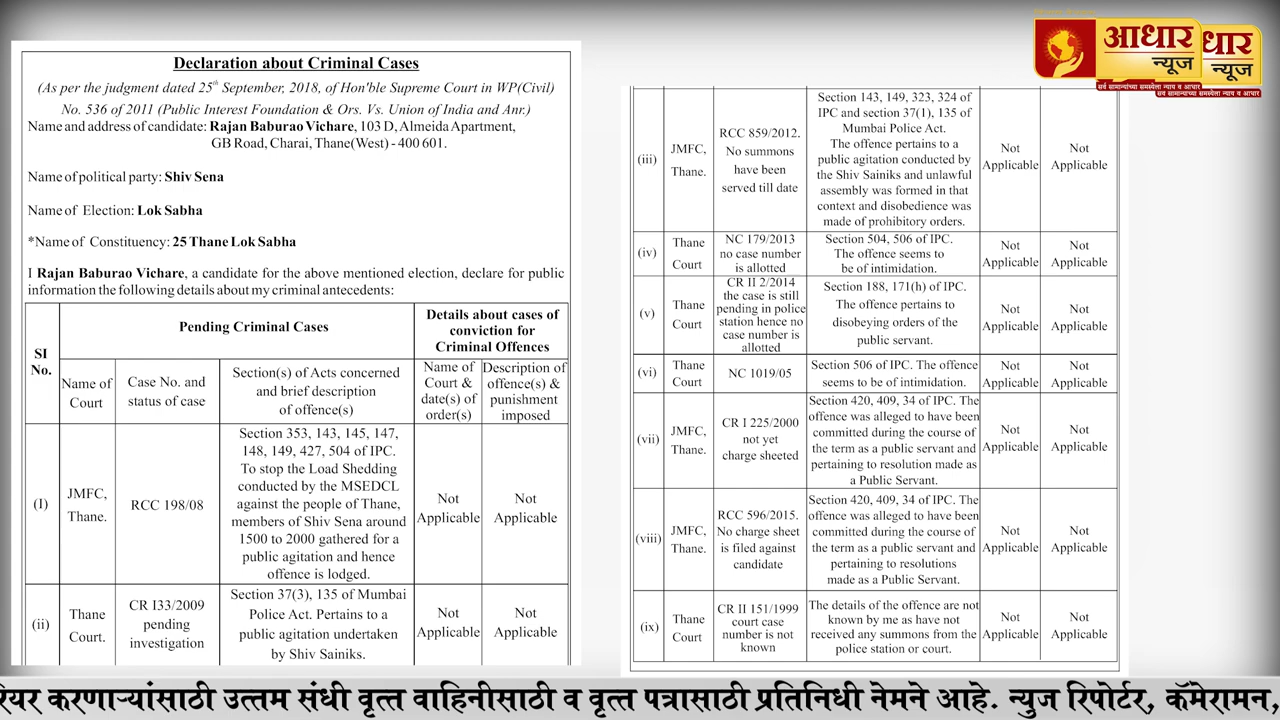 Declaration about Criminal Cases
(As per the judgment dated 25th September, 2018, of Hon'ble Supreme Court in WP(Civil)
No. 536 of 2011 (Public Interest Foundation & Ors. Vs. Union of India and Anr.)
Name and address of candidate: Rajan Baburao Vichare, 103 D, Almeida Apartment,
GB Road, Charai, Thane(West) - 400 601.
Name of political party: Shiv Sena
Name of Election: Lok Sabha
*Name of Constituency: 25 Thane Lok Sabha
I Rajan Baburao Vichare, a candidate for the above mentioned election, declare for public
information the following details about my criminal antecedents:
SI
No.
Pending Criminal Cases
Details about cases of
conviction for
Criminal Offences
Name of
Court
Case No. and
status of case
Section(s) of Acts concerned
and brief description
of offence(s)
Name of
Court &
date(s) of
order(s)
Description of
offence(s) &
punishment
imposed
(I)
JMFC,
Thane.
RCC 198/08
Section 353, 143, 145, 147,
148, 149, 427, 504 of IPC.
To stop the Load Shedding
conducted by the MSEDCL
against the people of Thane,
members of Shiv Sena around
1500 to 2000 gathered for a
public agitation and hence
offence is lodged.
Not
Applicable
Not
Applicable
(ii)
Thane
Court.
CR I33/2009
pending
investigation
Section 37(3), 135 of Mumbai
Police Act. Pertains to a
public agitation undertaken
by Shiv Sainiks.
Not
Applicable
Not
Applicable
(iii)
JMFC,
Thane.
RCC 859/2012.
No summons
have been
served till date
Section 143, 149, 323, 324 of
IPC and section 37(1), 135 of
Mumbai Police Act.
The offence pertains to a
public agitation conducted by
the Shiv Sainiks and unlawful
assembly was formed in that
context and disobedience was
made of prohibitory orders.
Not
Applicable
Not
Applicable
(iv)
Thane
Court
NC 179/2013
no case number
is allotted
Section 504, 506 of IPC.
The offence seems to
be of intimidation.
Not
Applicable
Not
Applicable
(v)
Thane
Court
CR II 2/2014
the case is still
pending in police
station hence no
case number is
allotted
Section 188, 171(h) of IPC.
The offence pertains to
disobeying orders of the
public servant.
Not
Applicable
Not
Applicable
(vi)
Thane
Court
NC 1019/05
Section 506 of IPC. The offence
seems to be of intimidation.
Not
Applicable
Not
Applicable
(vii)
JMFC,
Thane.
CR I 225/2000
not yet
charge sheeted
Section 420, 409, 34 of IPC. The
offence was alleged to have been
committed during the course of
the term as a public servant and
pertaining to resolution made as
a Public Servant.
Not
Applicable
Not
Applicable
(viii)
JMFC,
Thane.
RCC 596/2015.
No charge sheet
is filed against
candidate
Section 420, 409, 34 of IPC. The
offence was alleged to have been
committed during the course of
the term as a public servant and
pertaining to resolutions
made as a Public Servant.
Not
Applicable
Not
Applicable
(ix)
Thane
Court
CR II 151/1999
court case
number is not
known
The details of the offence are not
known by me as have not
received any summons from the
police station or court.
Not
Applicable
Not
Applicable
आधार
न्यूज
सर्व सामान्यांच्या समस्येला न्याय व आधार
धार
न्यूज
रियर करणाऱ्यांसाठी उत्तम संधी वृत्त वाहिनीसाठी व वृत्त पत्रासाठी प्रतिनिधी नेमने आहे. न्युज रिपोर्टर, कॅमेरामन,